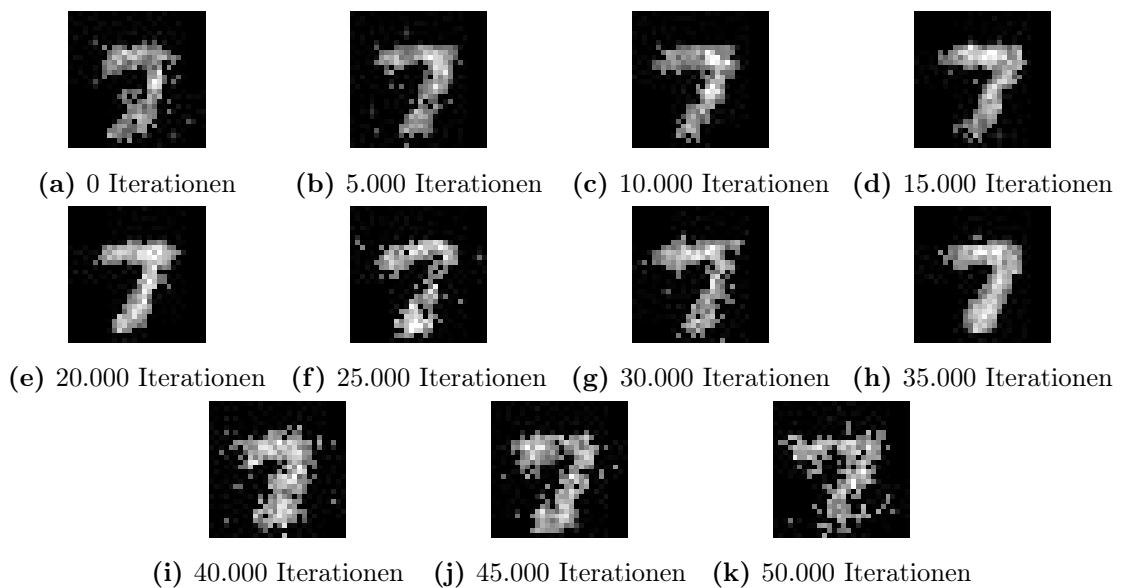 (a) 0 Iterationen (b) 5.000 Iterationen (c) 10.000 Iterationen (d) 15.000 Iterationen
(e) 20.000 Iterationen (f) 25.000 Iterationen (g) 30.000 Iterationen (h) 35.000 Iterationen
(i) 40.000 Iterationen (j) 45.000 Iterationen (k) 50.000 Iterationen